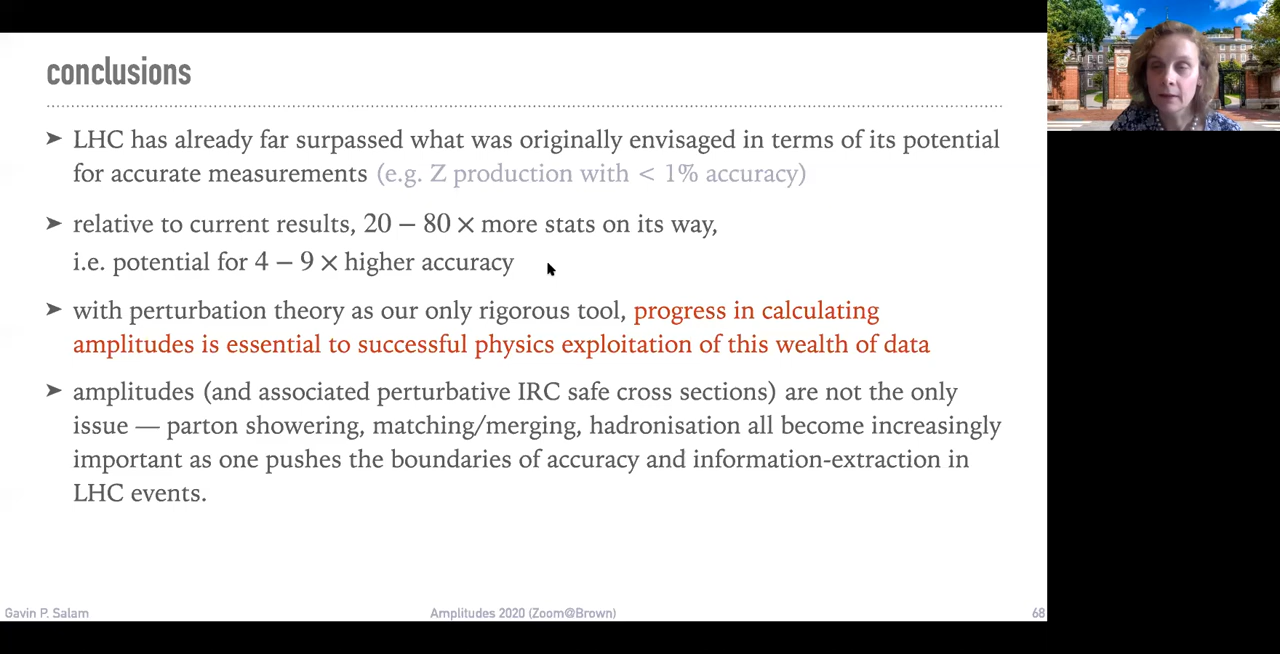 conclusions
➤ LHC has already far surpassed what was originally envisaged in terms of its potential
for accurate measurements (e.g. Z production with < 1% accuracy)
➤ relative to current results, 20 – 80 × more stats on its way,
i.e. potential for 4 – 9 × higher accuracy
➤ with perturbation theory as our only rigorous tool, progress in calculating
amplitudes is essential to successful physics exploitation of this wealth of data
➤ amplitudes (and associated perturbative IRC safe cross sections) are not the only
issue — parton showering, matching/merging, hadronisation all become increasingly
important as one pushes the boundaries of accuracy and information-extraction in
LHC events.
Gavin P. Salam
Amplitudes 2020 (Zoom@Brown)
68